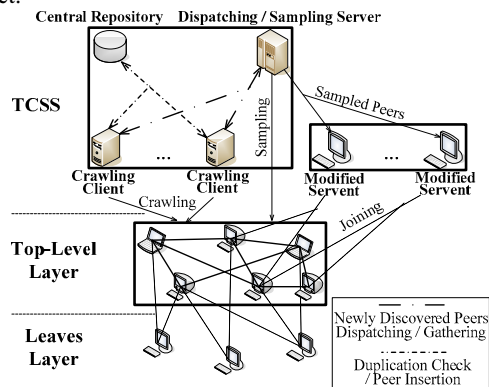 ct.
Central Repository
Dispatching / Sampling Server
TCSS
Sampled Peers
Sampling
...
...
Crawling
Client
Crawling
Client
Modified
Servent
Modified
Servent
Crawling
Joining
Top-Level
Layer
Leaves
Layer
Newly Discovered Peers
Dispatching / Gathering
Duplication Check
/ Peer Insertion